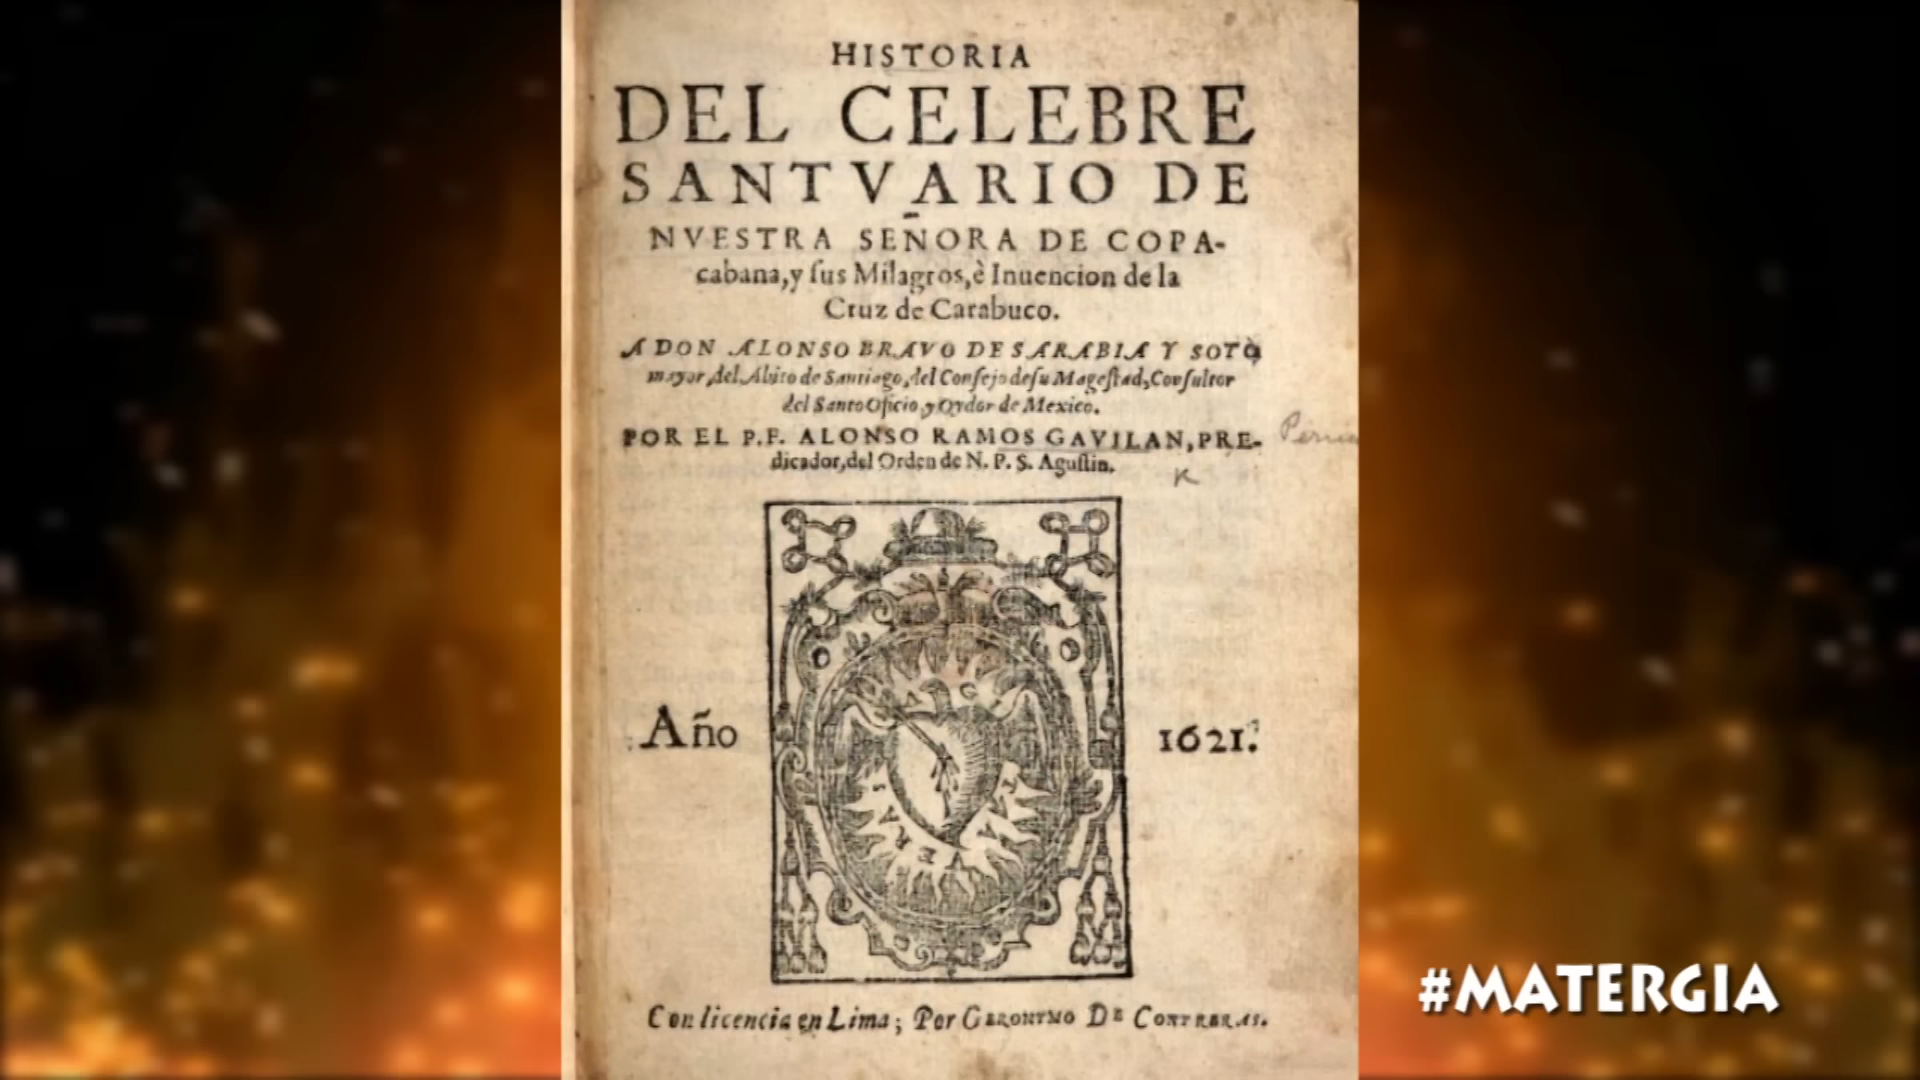 HISTORIA
DEL CELEBRE
SANTVARIO DE
NVESTRA SEÑORA DE COPA-
cabana, y ſus Milagros, è Inuencion de la
Cruz de Carabuco.
A DON ALONSO BRAVO DE SARABIA Y SOTO
mayor, del Abito de Santiago, del Conſejo de ſu Mageſtad, Conſultor
del Santo Oficio, y Oydor de Mexico.
POR EL P.F. ALONSO RAMOS GAVILAN, PRE-
dicador, del Orden de N. P. S. Aguſtin.
K
Año 1621.
Con licencia en Lima; Por GERONYMO DE CONTRERAS.
#MATERGIA